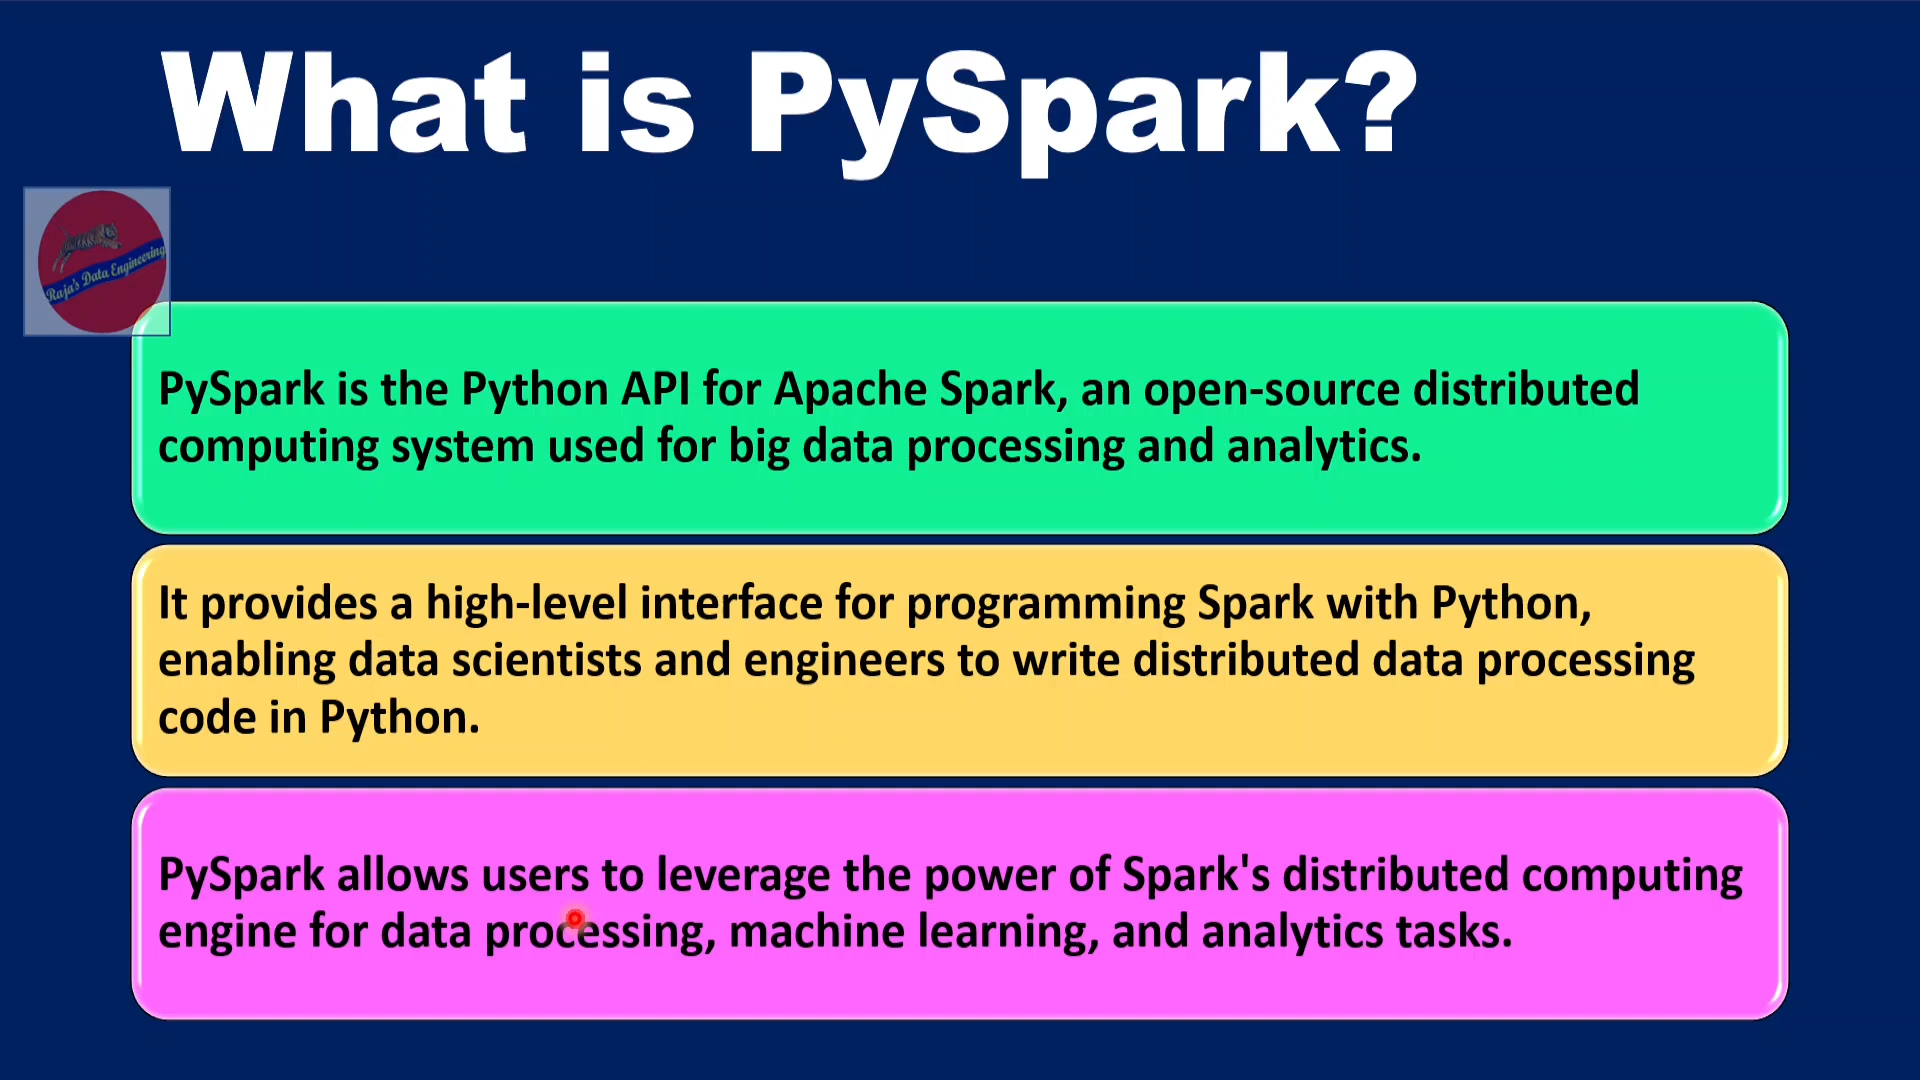 What is PySpark?
Raja's Data Engineering
PySpark is the Python API for Apache Spark, an open-source distributed
computing system used for big data processing and analytics.
It provides a high-level interface for programming Spark with Python,
enabling data scientists and engineers to write distributed data processing
code in Python.
PySpark allows users to leverage the power of Spark's distributed computing
engine for data processing, machine learning, and analytics tasks.